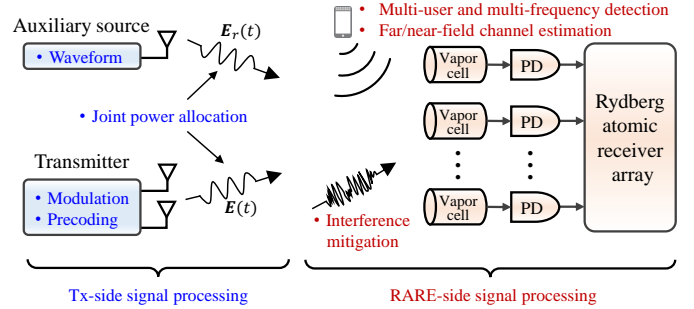 Auxiliary source
• Waveform
E_r(t)
• Joint power allocation
Transmitter
• Modulation
• Precoding
E(t)
• Multi-user and multi-frequency detection
• Far/near-field channel estimation
Vapor
cell
PD
Vapor
cell
PD
Vapor
cell
PD
Rydberg
atomic
receiver
array
• Interference
mitigation
Tx-side signal processing
RARE-side signal processing